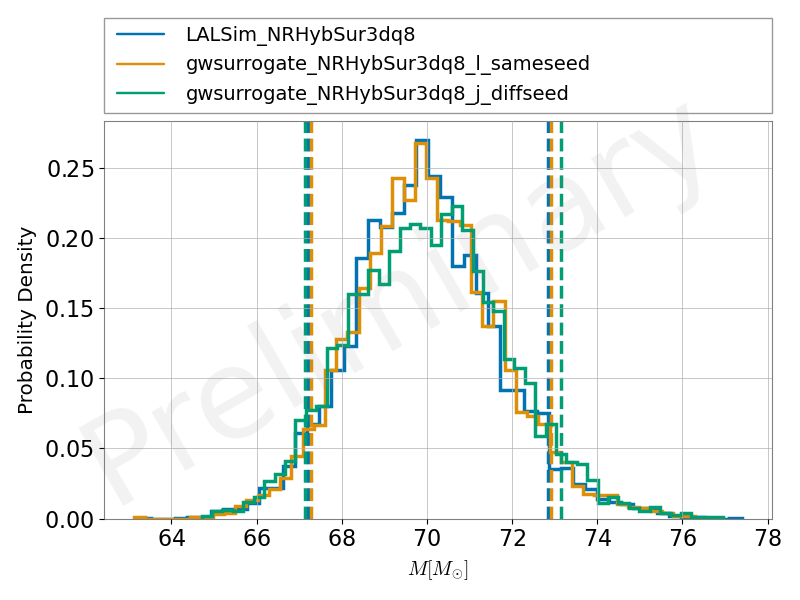 LALSim_NRHybSur3dq8
gwsurrogate_NRHybSur3dq8_l_sameseed
gwsurrogate_NRHybSur3dq8_j_diffseed
Preliminary
Probability Density
0.25
0.20
0.15
0.10
0.05
0.00
64 66 68 70 72 74 76 78
M[M⊙]